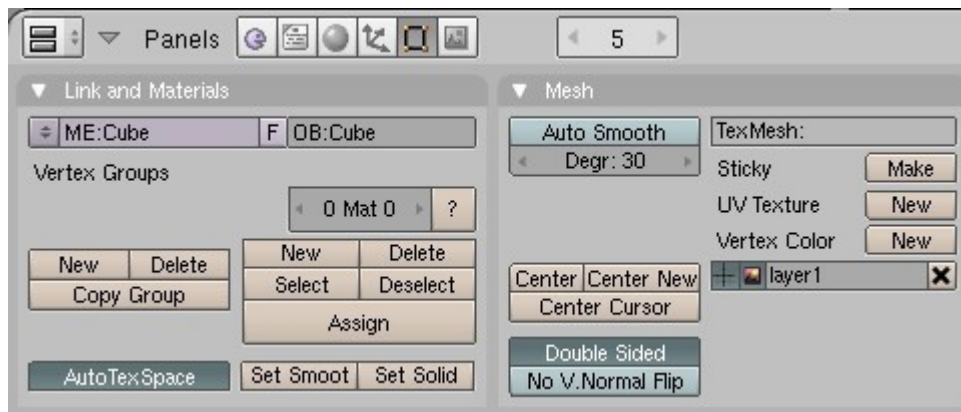 Panels
5
Link and Materials
ME:Cube
F
OB:Cube
Vertex Groups
0 Mat 0
?
New
Delete
Copy Group
New
Delete
Select
Deselect
Assign
AutoTexSpace
Set Smoot
Set Solid
Mesh
Auto Smooth
Degr: 30
TexMesh:
Sticky
Make
UV Texture
New
Vertex Color
New
layer1
Center
Center New
Center Cursor
Double Sided
No V.Normal Flip